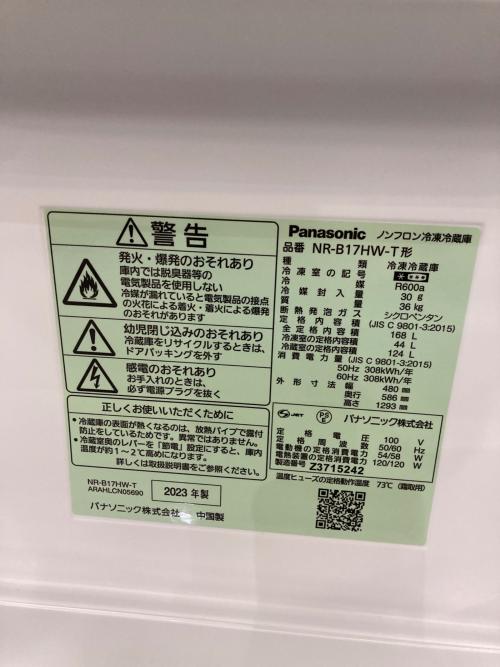 警告
発火・爆発のおそれあり
庫内では脱臭器等の
電気製品を使用しない
冷媒が漏れていると電気製品の接点
の火花による着火・着火による爆発
のおそれがあります
幼児閉じ込めのおそれあり
冷蔵庫をリサイクルするときは、
ドアパッキングを外す
感電のおそれあり
お手入れのときは、
必ず電源プラグを抜く
正しくお使いいただくために
•冷蔵庫の表面が熱くなるのは、放熱パイプで露付
防止をしているためです。異常ではありません。
•冷蔵室奥のレバーを「節電」設定にすると、庫内
温度が約1〜2℃高めになります。
詳しくは取扱説明書をご参照ください。
NR-B17HW-T
ARAHLCN05690
2023年製
パナソニック株式会社 中国製
Panasonic ノンフロン冷凍冷蔵庫
品番 NR-B17HW-T形
種類 冷凍冷蔵庫
冷凍室の記号
冷媒 R600a
冷媒封入量 30 g
質量 36 kg
断熱発泡ガス シクロペンタン
定格内容積 (JIS C 9801-3:2015)
全定格内容積 168 L
冷凍室の定格内容積 44 L
冷蔵室の定格内容積 124 L
消費電力量 (JIS C 9801-3:2015)
50Hz 308kWh/年
60Hz 308kWh/年
外形寸法 幅 480 mm
奥行 586 mm
高さ 1293 mm
JET PS E パナソニック株式会社
定格電圧 100 V
定格周波数 50/60 Hz
電動機の定格消費電力 54/58 W
電熱装置の定格消費電力 120/120 W
製造番号 Z3715242
温度ヒューズの定格動作温度 73℃ (霜取用)